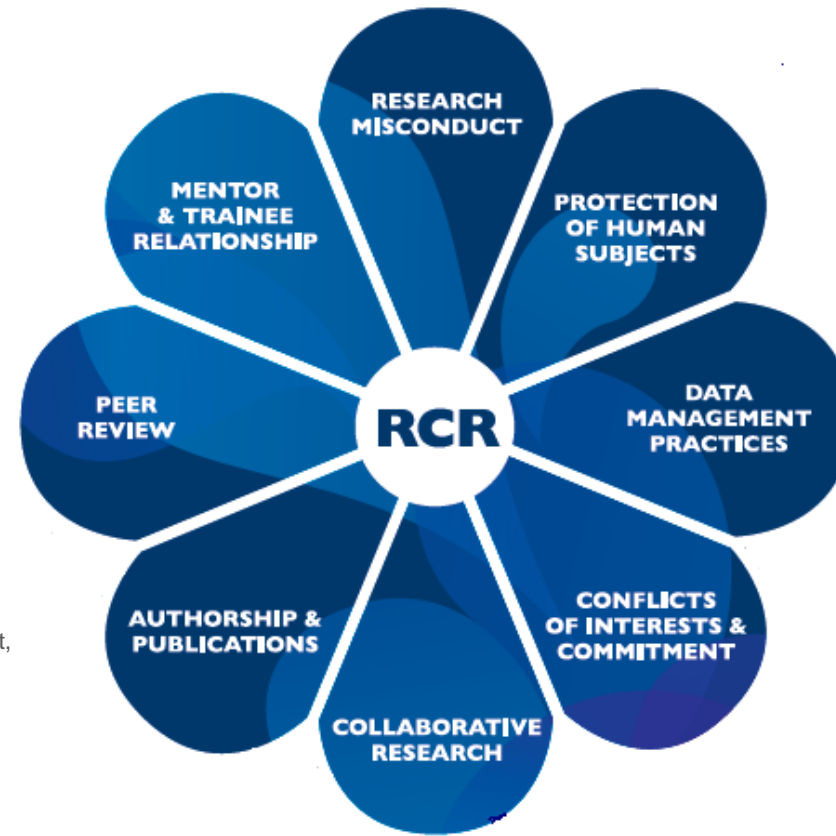 RESEARCH
MISCONDUCT
PROTECTION
OF HUMAN
SUBJECTS
DATA
MANAGEMENT
PRACTICES
CONFLICTS
OF INTERESTS &
COMMITMENT
COLLABORATIVE
RESEARCH
AUTHORSHIP &
PUBLICATIONS
PEER
REVIEW
MENTOR
& TRAINEE
RELATIONSHIP
RCR